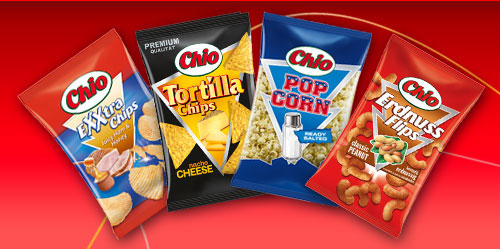 Chio
EXXtra
Chips
PREMIUM
QUALITÄT
Chio
Tortilla
Chips
nacho
CHEESE
Chio
POP
CORN
READY
SALTED
Chio
Erdnuss
Flips
classic
PEANUT